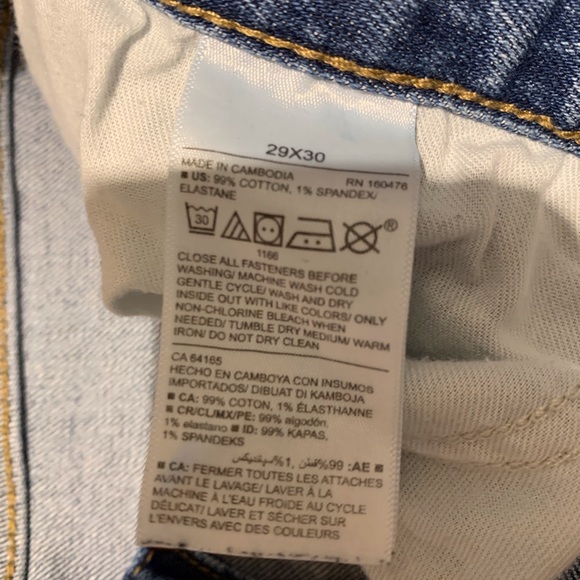 29X30
MADE IN CAMBODIA RN 160476
■ US: 99% COTTON, 1% SPANDEX/
ELASTANE
30
®
1166
CLOSE ALL FASTENERS BEFORE
WASHING/ MACHINE WASH COLD
GENTLE CYCLE/ WASH AND DRY
INSIDE OUT WITH LIKE COLORS/ ONLY
NON-CHLORINE BLEACH WHEN
NEEDED/ TUMBLE DRY MEDIUM/ WARM
IRON/ DO NOT DRY CLEAN
CA 64165
HECHO EN CAMBOYA CON INSUMOS
IMPORTADOS/ DIBUAT DI KAMBOJA
■ CA: 99% COTON, 1% ÉLASTHANNE
■ CR/CL/MX/PE: 99% algodón,
1% elastano ■ ID: 99% KAPAS,
1% SPANDEKS
■ AE: 99% قطن, 1% سبانديكس
■ CA: FERMER TOUTES LES ATTACHES
AVANT LE LAVAGE/ LAVER À LA
MACHINE À L'EAU FROIDE AU CYCLE
DÉLICAT/ LAVER ET SÉCHER SUR
L'ENVERS AVEC DES COULEURS